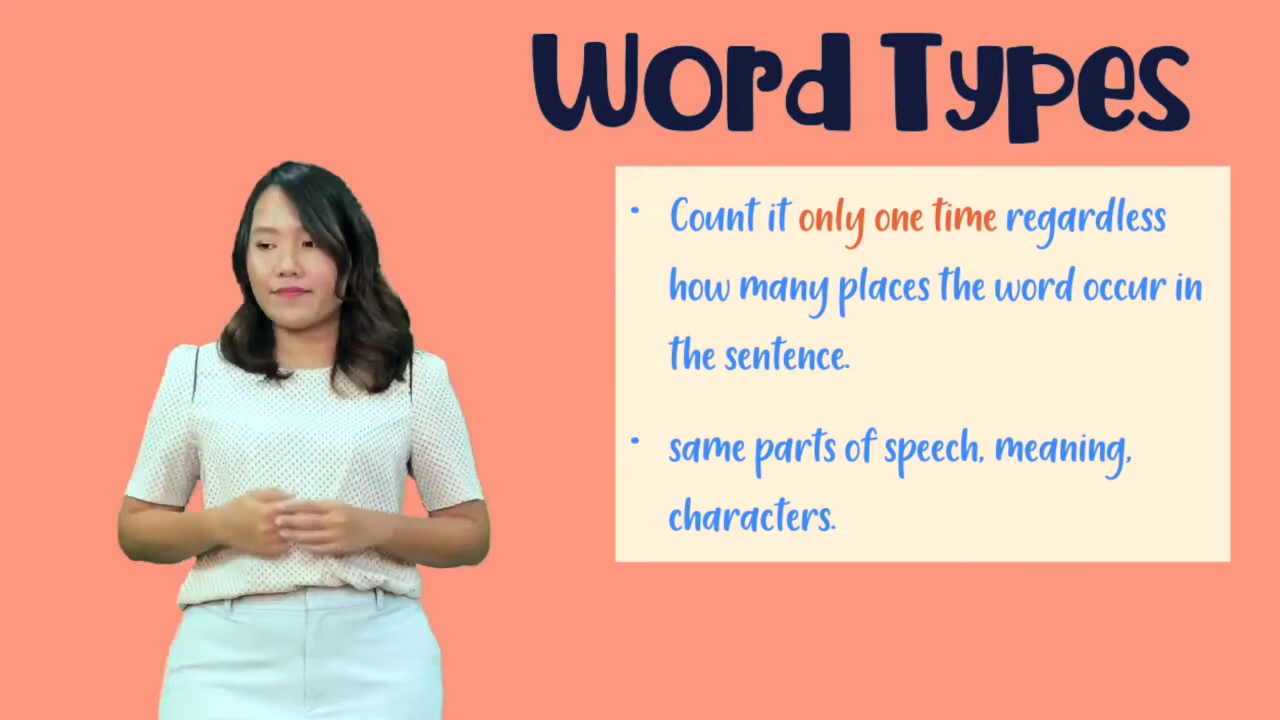 Word Types
• Count it only one time regardless
how many places the word occur in
the sentence.
• same parts of speech, meaning,
characters.